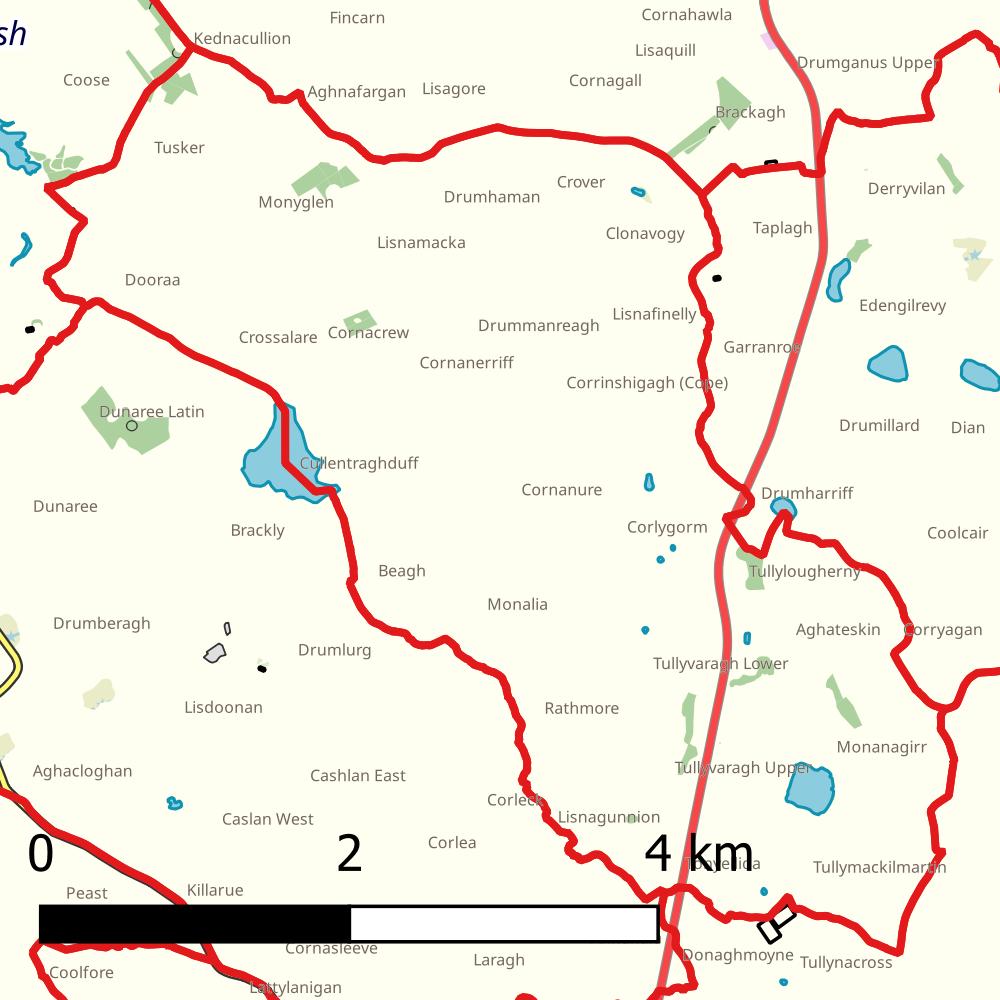 Fincarn
Cornahawla
sh
Kednacullion
Lisaquill
Drumganus Upper
Coose
Aghnafargan
Lisagore
Cornagall
Brackagh
Tusker
Crover
Derryvilan
Monyglen
Drumhaman
Lisnamacka
Clonavogy
Taplagh
Dooraa
Edengilrevy
Crossalare
Cornacrew
Drummanreagh
Lisnafinelly
Garranroe
Cornanerriff
Corrinshigagh (Cope)
Dunaree Latin
Drumillard
Dian
Cullentraghduff
Cornanure
Drumharriff
Dunaree
Brackly
Corlygorm
Coolcair
Beagh
Tullylougherny
Monalia
Drumberagh
Drumlurg
Aghateskin
Corryagan
Tullyvaragh Lower
Lisdoonan
Rathmore
Monanagirr
Aghacloghan
Cashlan East
Tullyvaragh Upper
Caslan West
Corleck
Lisnagunnion
Corlea
0
2
4 km
Tonyellida
Tullymackilmartin
Peast
Killarue
Cornasleeve
Laragh
Donaghmoyne
Tullynacross
Coolfore
Lattylanigan